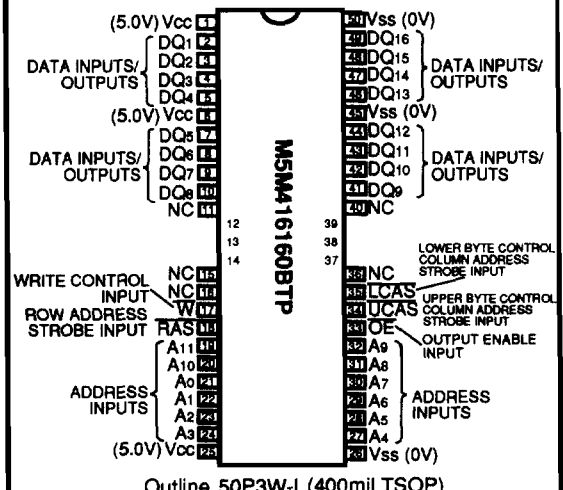 (5.0V) Vcc 1
DQ1 2
DQ2 3
DQ3 4
DQ4 5
DATA INPUTS/
OUTPUTS
(5.0V) Vcc 6
DQ5 7
DQ6 8
DQ7 9
DQ8 10
DATA INPUTS/
OUTPUTS
NC 11
12
13
14
NC 15
NC 16
WRITE CONTROL
INPUT
W 17
ROW ADDRESS
STROBE INPUT
RAS 18
A11 19
A10 20
A0 21
A1 22
A2 23
A3 24
ADDRESS
INPUTS
(5.0V) Vcc 25
M5M416160BTP
50 Vss (0V)
49 DQ16
48 DQ15
47 DQ14
46 DQ13
DATA INPUTS/
OUTPUTS
45 Vss (0V)
44 DQ12
43 DQ11
42 DQ10
41 DQ9
DATA INPUTS/
OUTPUTS
40 NC
39
38
37
36 NC
LOWER BYTE CONTROL
COLUMN ADDRESS
STROBE INPUT
35 LCAS
34 UCAS
UPPER BYTE CONTROL
COLUMN ADDRESS
STROBE INPUT
33 OE
OUTPUT ENABLE
INPUT
32 A9
31 A8
30 A7
29 A6
28 A5
27 A4
ADDRESS
INPUTS
26 Vss (0V)
Outline 50P3W-L (400mil TSOP)